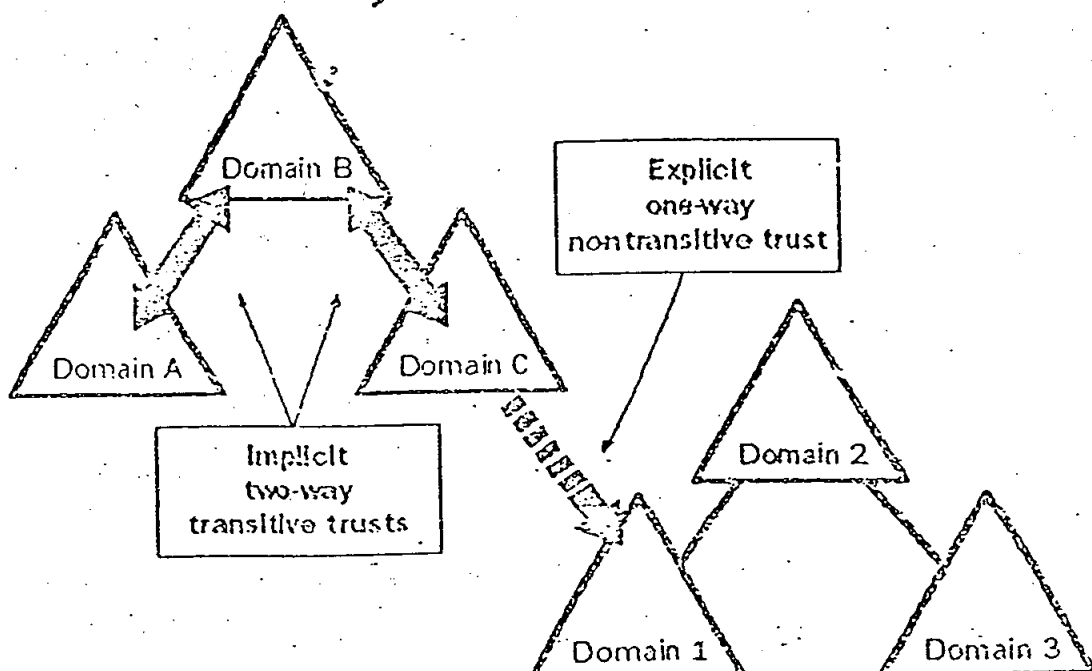 Domain B
Explicit
one-way
nontransitive trust
Domain A
Domain C
Implicit
two-way
transitive trusts
Domain 2
Domain 1
Domain 3